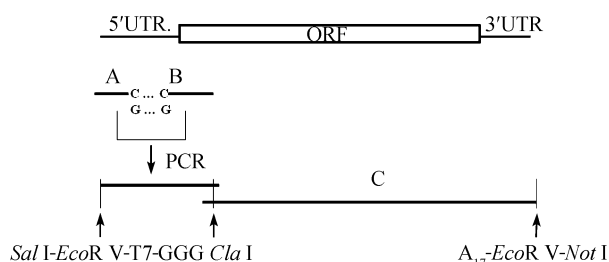 5′UTR. ORF 3′UTR
A B
C ... C
G ... G
PCR
C
Sal I-EcoR V-T7-GGG Cla I A₁₇-EcoR V-Not I